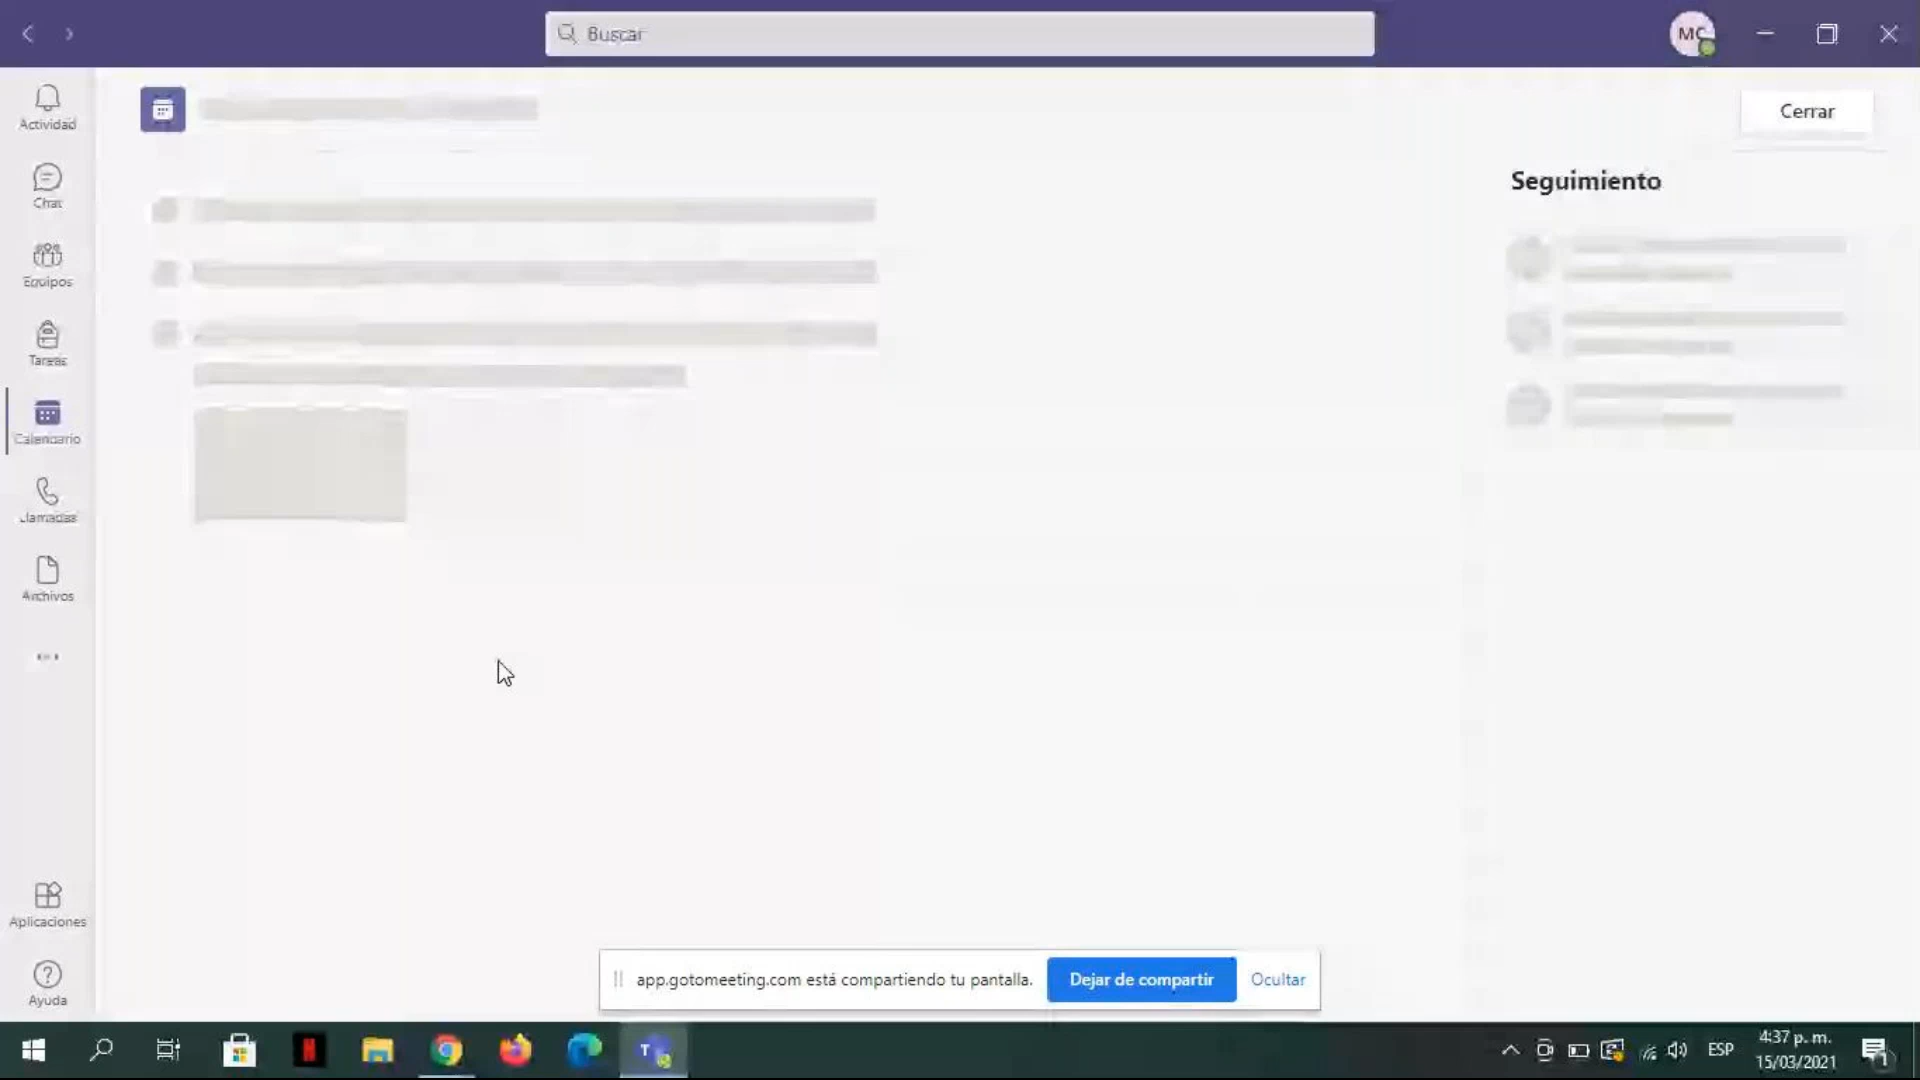 Buscar
MC
Actividad
Cerrar
Seguimiento
Chat
Equipos
Tareas
Calendario
Llamadas
Archivos
Aplicaciones
Ayuda
app.gotomeeting.com está compartiendo tu pantalla.
Dejar de compartir
Ocultar
T
ESP
4:37 p. m.
15/03/2021
1